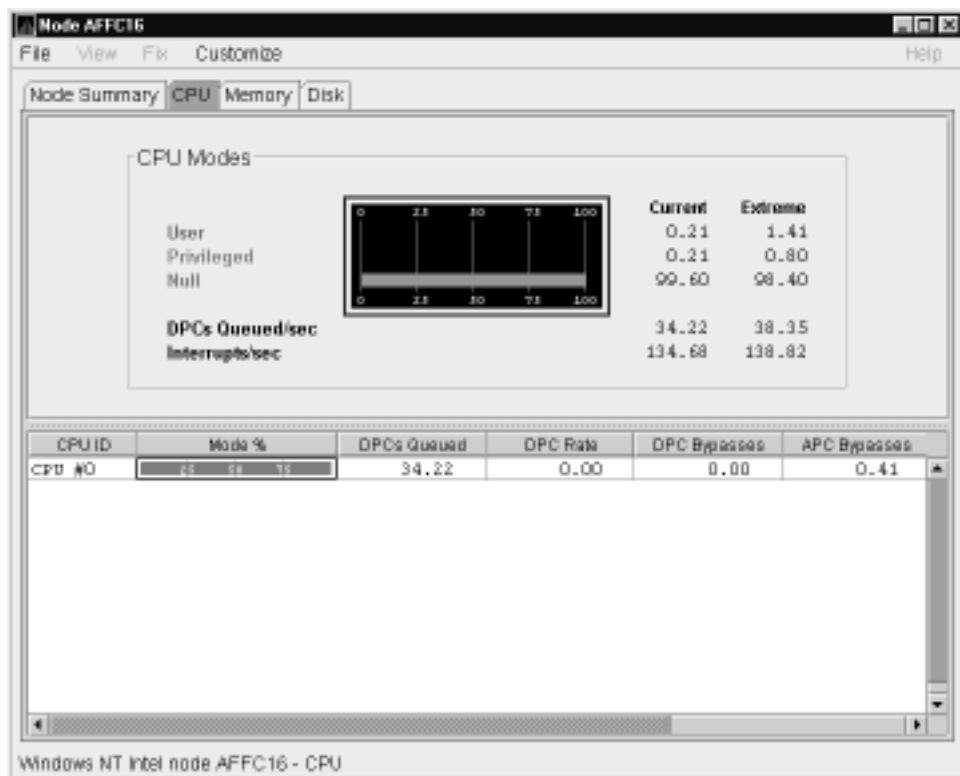 Node AFFC16
File View Fix Customize Help
Node Summary CPU Memory Disk
CPU Modes
Current Extreme
0 25 50 75 100
User 0.21 1.41
Privileged 0.21 0.80
Null 99.60 98.40
0 25 50 75 100
DPCs Queued/sec 34.22 38.35
Interrupts/sec 134.68 138.82
CPU ID Mode % DPCs Queued DPC Rate DPC Bypasses APC Bypasses
CPU #0 25 50 75 34.22 0.00 0.00 0.41
Windows NT Intel node AFFC16 - CPU